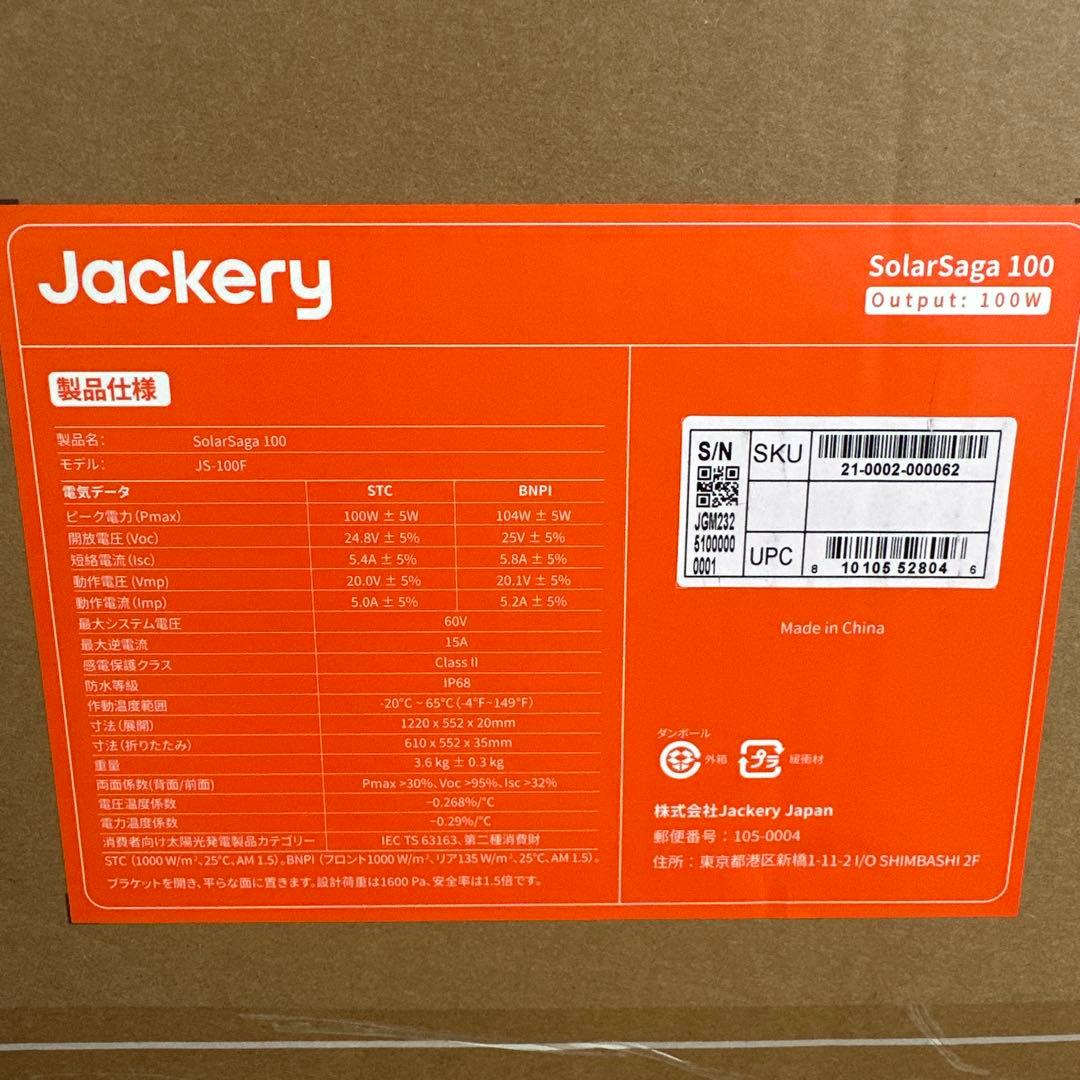 Jackery
SolarSaga 100
Output: 100W
製品仕様
製品名: SolarSaga 100
モデル: JS-100F
電気データ STC BNPI
ピーク電力(Pmax) 100W ± 5W 104W ± 5W
開放電圧(Voc) 24.8V ± 5% 25V ± 5%
短絡電流(Isc) 5.4A ± 5% 5.8A ± 5%
動作電圧(Vmp) 20.0V ± 5% 20.1V ± 5%
動作電流(Imp) 5.0A ± 5% 5.2A ± 5%
最大システム電圧 60V
最大逆電流 15A
感電保護クラス Class II
防水等級 IP68
作動温度範囲 -20°C ~ 65°C (-4°F~149°F)
寸法(展開) 1220 x 552 x 20mm
寸法(折りたたみ) 610 x 552 x 35mm
重量 3.6 kg ± 0.3 kg
両面係数(背面/前面) Pmax >30%、Voc >95%、Isc >32%
電圧温度係数 -0.268%/°C
電力温度係数 -0.29%/°C
消費者向け太陽光発電製品カテゴリー IEC TS 63163、第二種消費財
STC (1000 W/m²、25°C、AM 1.5)。BNPI (フロント1000 W/m²、リア135 W/m²、25°C、AM 1.5)。
ブラケットを開き、平らな面に置きます。設計荷重は1600 Pa、安全率は1.5倍です。
S/N
JGM232
5100000
0001
SKU
21-0002-000062
UPC
8 10105 52804 6
Made in China
ダンボール
外箱
プラ
緩衝材
株式会社Jackery Japan
郵便番号:105-0004
住所:東京都港区新橋1-11-2 I/O SHIMBASHI 2F